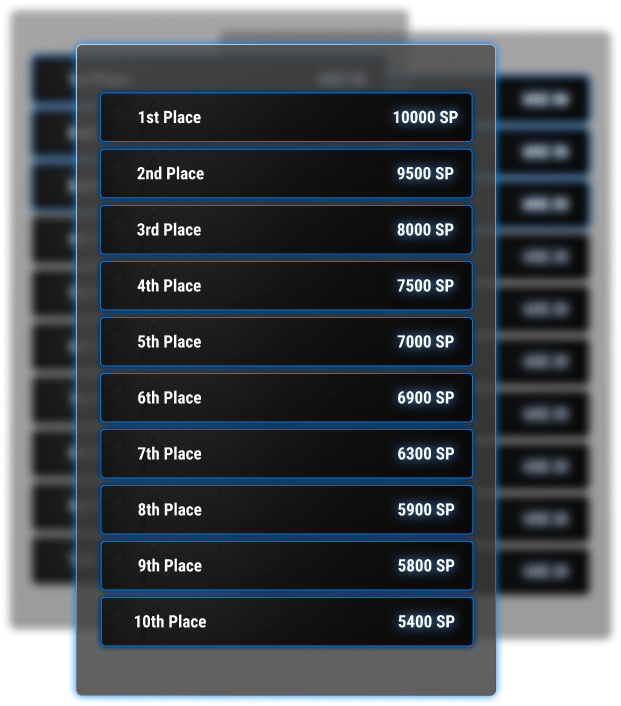 1st Place 10000 SP
2nd Place 9500 SP
3rd Place 8000 SP
4th Place 7500 SP
5th Place 7000 SP
6th Place 6900 SP
7th Place 6300 SP
8th Place 5900 SP
9th Place 5800 SP
10th Place 5400 SP